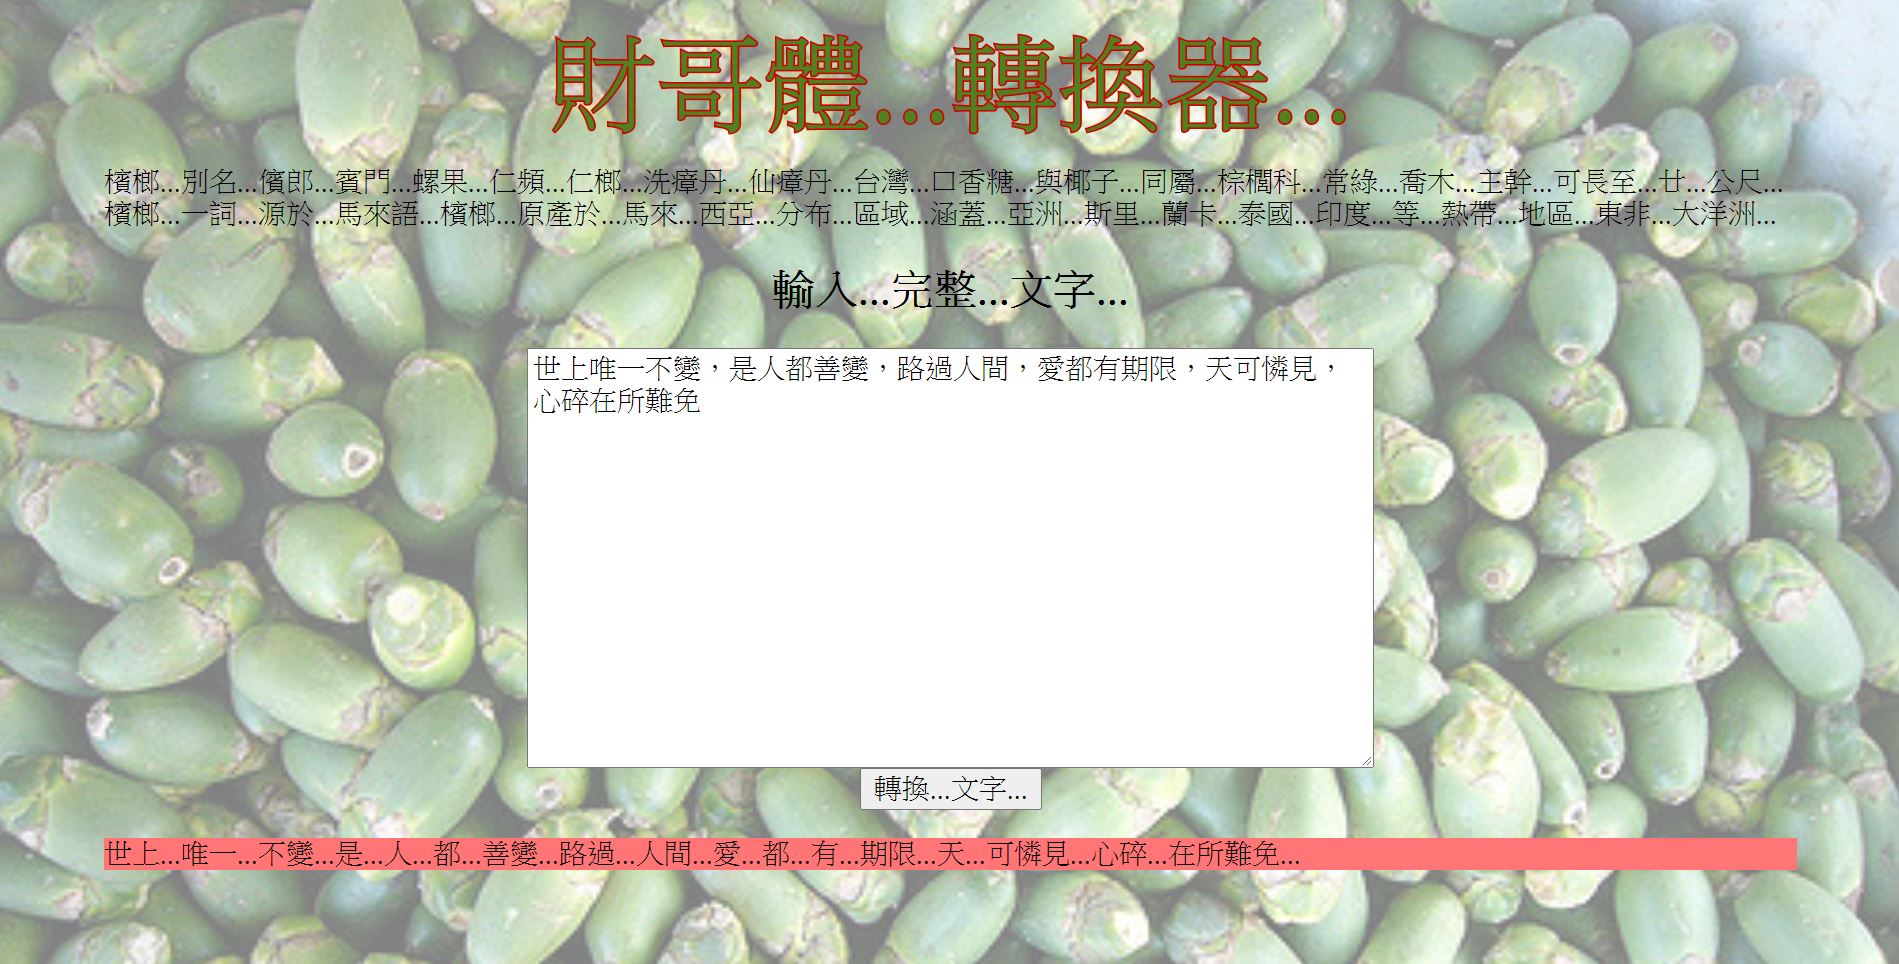 財哥體...轉換器...
檳榔...別名...儐郎...賓門...螺果...仁頻...仁榔...洗瘴丹...仙瘴丹...台灣...口香糖...與椰子...同屬...棕櫚科...常綠...喬木...主幹...可長至...廿...公尺...
檳榔...一詞...源於...馬來語...檳榔...原產於...馬來...西亞...分布...區域...涵蓋...亞洲...斯里...蘭卡...泰國...印度...等...熱帶...地區...東非...大洋洲...
輸入...完整...文字...
世上唯一不變，是人都善變，路過人間，愛都有期限，天可憐見，
心碎在所難免
轉換...文字...
世上...唯一...不變...是...人...都...善變...路過...人間...愛...都...有...期限...天...可憐見...心碎...在所難免...